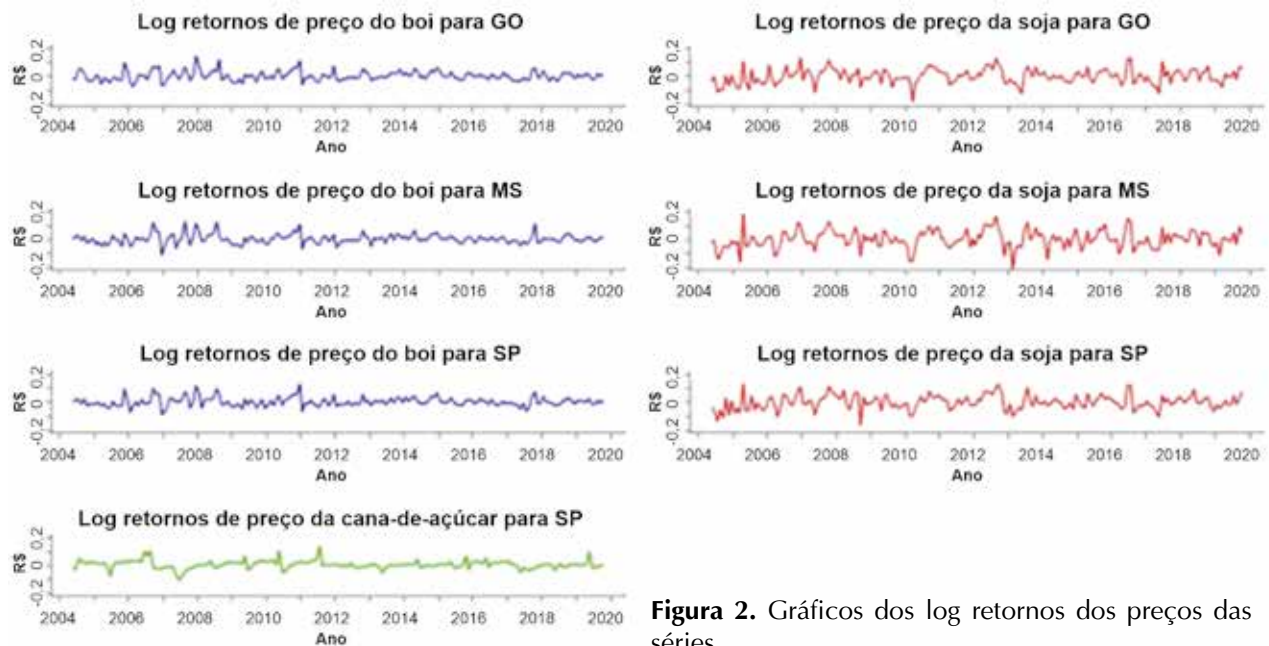 Log retornos de preço do boi para GO
R$
0,2
0
-0,2
2004 2006 2008 2010 2012 2014 2016 2018 2020
Ano
Log retornos de preço da soja para GO
R$
0,2
0
-0,2
2004 2006 2008 2010 2012 2014 2016 2018 2020
Ano
Log retornos de preço do boi para MS
R$
0,2
0
-0,2
2004 2006 2008 2010 2012 2014 2016 2018 2020
Ano
Log retornos de preço da soja para MS
R$
0,2
0
-0,2
2004 2006 2008 2010 2012 2014 2016 2018 2020
Ano
Log retornos de preço do boi para SP
R$
0,2
0
-0,2
2004 2006 2008 2010 2012 2014 2016 2018 2020
Ano
Log retornos de preço da soja para SP
R$
0,2
0
-0,2
2004 2006 2008 2010 2012 2014 2016 2018 2020
Ano
Log retornos de preço da cana-de-açúcar para SP
R$
0,2
0
-0,2
2004 2006 2008 2010 2012 2014 2016 2018 2020
Ano
Figura 2. Gráficos dos log retornos dos preços das
séries